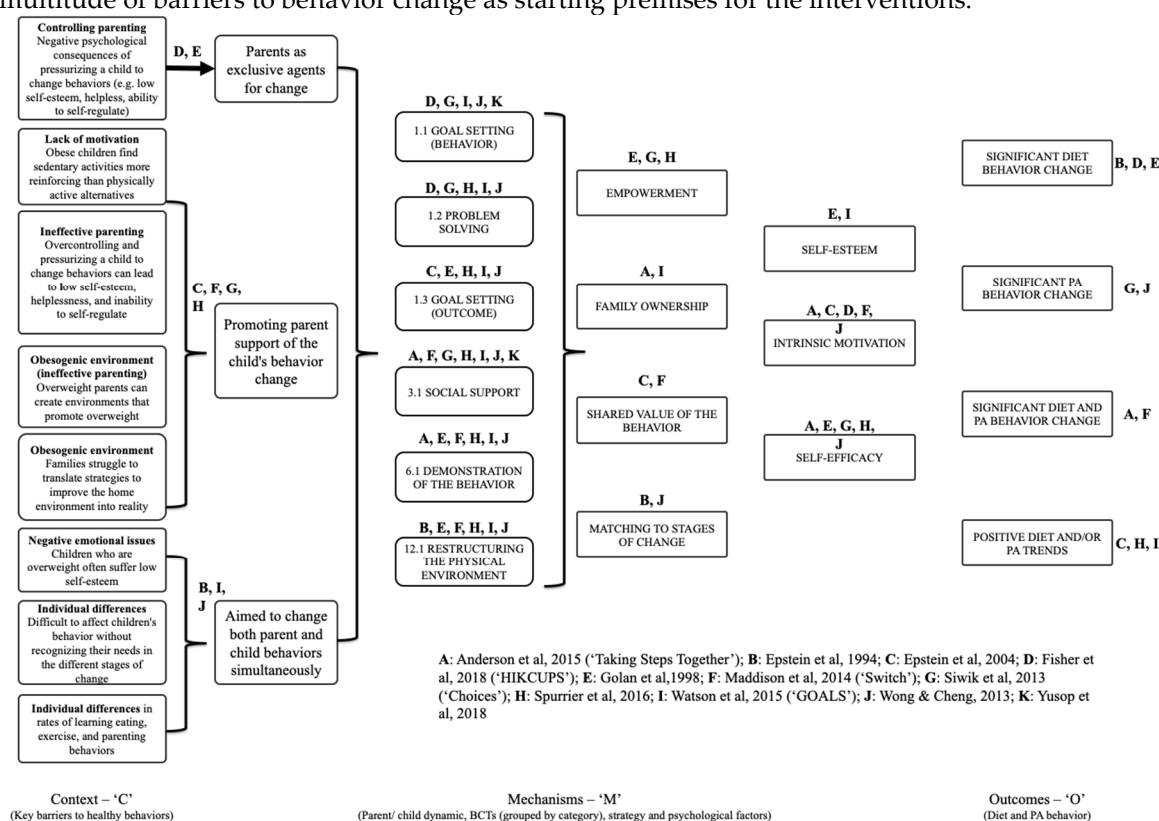 multitude of barriers to behavior change as starting premises for the interventions.
Controlling parenting
Negative psychological
consequences of
pressurizing a child to
change behaviors (e.g. low
self-esteem, helpless, ability
to self-regulate)
D, E
Parents as
exclusive agents
for change
Lack of motivation
Obese children find
sedentary activities more
reinforcing than physically
active alternatives
Ineffective parenting
Overcontrolling and
pressurizing a child to
change behaviors can lead
to low self-esteem,
helplessness, and inability
to self-regulate
Obesogenic environment
(ineffective parenting)
Overweight parents can
create environments that
promote overweight
Obesogenic environment
Families struggle to
translate strategies to
improve the home
environment into reality
C, F, G,
H
Promoting parent
support of the
child's behavior
change
Negative emotional issues
Children who are
overweight often suffer low
self-esteem
Individual differences
Difficult to affect children's
behavior without
recognizing their needs in
the different stages of
change
Individual differences in
rates of learning eating,
exercise, and parenting
behaviors
B, I,
J
Aimed to change
both parent and
child behaviors
simultaneously
D, G, I, J, K
1.1 GOAL SETTING
(BEHAVIOR)
D, G, H, I, J
1.2 PROBLEM
SOLVING
C, E, H, I, J
1.3 GOAL SETTING
(OUTCOME)
A, F, G, H, I, J, K
3.1 SOCIAL SUPPORT
A, E, F, H, I, J
6.1 DEMONSTRATION
OF THE BEHAVIOR
B, E, F, H, I, J
12.1 RESTRUCTURING
THE PHYSICAL
ENVIRONMENT
E, G, H
EMPOWERMENT
A, I
FAMILY OWNERSHIP
C, F
SHARED VALUE OF THE
BEHAVIOR
B, J
MATCHING TO STAGES
OF CHANGE
E, I
SELF-ESTEEM
A, C, D, F,
J
INTRINSIC MOTIVATION
A, E, G, H,
J
SELF-EFFICACY
SIGNIFICANT DIET
BEHAVIOR CHANGE
B, D, E
SIGNIFICANT PA
BEHAVIOR CHANGE
G, J
SIGNIFICANT DIET AND
PA BEHAVIOR CHANGE
A, F
POSITIVE DIET AND/OR
PA TRENDS
C, H, I
A: Anderson et al, 2015 (‘Taking Steps Together’); B: Epstein et al, 1994; C: Epstein et al, 2004; D: Fisher et
al, 2018 (‘HIKCUPS’); E: Golan et al,1998; F: Maddison et al, 2014 (‘Switch’); G: Siwik et al, 2013
(‘Choices’); H: Spurrier et al, 2016; I: Watson et al, 2015 (‘GOALS’); J: Wong & Cheng, 2013; K: Yusop et
al, 2018
Context – ‘C’
(Key barriers to healthy behaviors)
Mechanisms – ‘M’
(Parent/ child dynamic, BCTs (grouped by category), strategy and psychological factors)
Outcomes – ‘O’
(Diet and PA behavior)